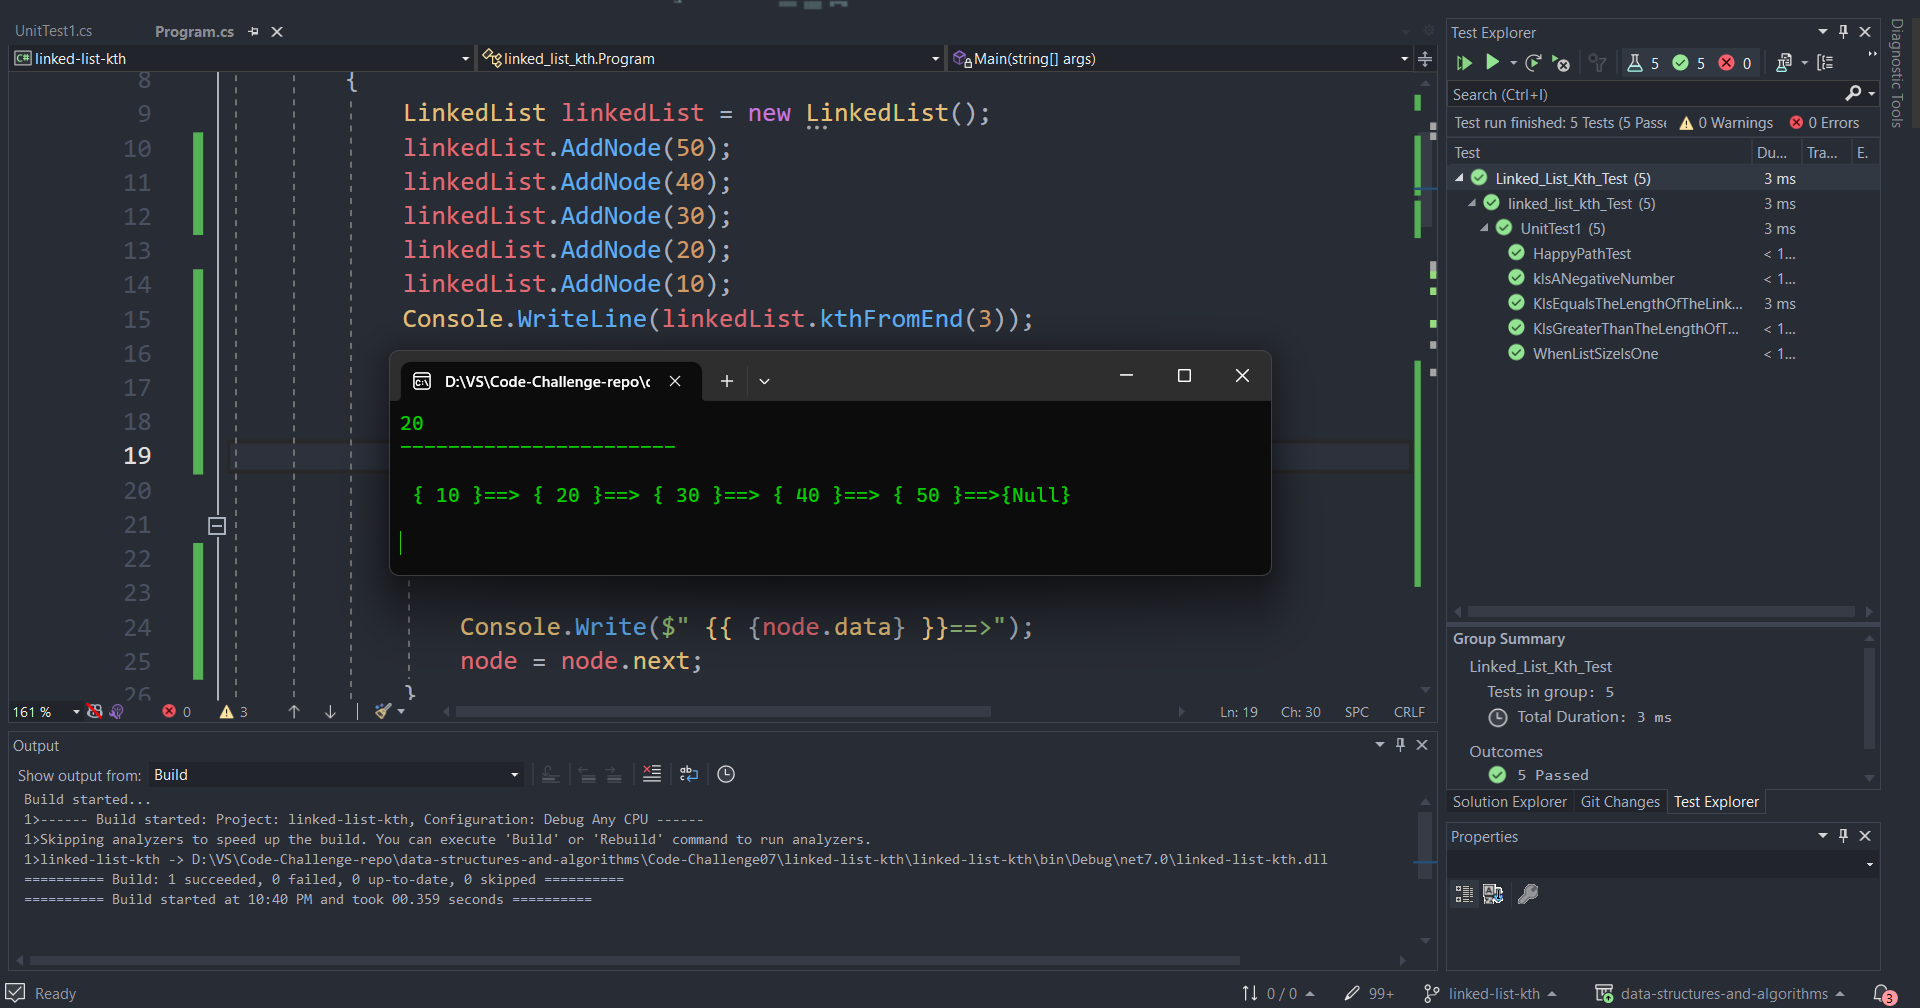 UnitTest1.cs
Program.cs
linked-list-kth
linked_list_kth.Program
Main(string[] args)
8 {
9 LinkedList linkedList = new LinkedList();
10 linkedList.AddNode(50);
11 linkedList.AddNode(40);
12 linkedList.AddNode(30);
13 linkedList.AddNode(20);
14 linkedList.AddNode(10);
15 Console.WriteLine(linkedList.kthFromEnd(3));
16
17
18
19
20
21
22
23
24 Console.Write($" {{ {node.data} }}==>");
25 node = node.next;
26 }
D:\VS\Code-Challenge-repo\c
20
-----------------------
{ 10 }==> { 20 }==> { 30 }==> { 40 }==> { 50 }==>{Null}
161 %
0
3
Ln: 19 Ch: 30 SPC CRLF
Output
Show output from: Build
Build started...
1>------ Build started: Project: linked-list-kth, Configuration: Debug Any CPU ------
1>Skipping analyzers to speed up the build. You can execute 'Build' or 'Rebuild' command to run analyzers.
1>linked-list-kth -> D:\VS\Code-Challenge-repo\data-structures-and-algorithms\Code-Challenge07\linked-list-kth\linked-list-kth\bin\Debug\net7.0\linked-list-kth.dll
========== Build: 1 succeeded, 0 failed, 0 up-to-date, 0 skipped ==========
========== Build started at 10:40 PM and took 00.359 seconds ==========
Test Explorer
5 5 0
Search (Ctrl+I)
Test run finished: 5 Tests (5 Passe 0 Warnings 0 Errors
Test Du... Tra... E.
Linked_List_Kth_Test (5) 3 ms
linked_list_kth_Test (5) 3 ms
UnitTest1 (5) 3 ms
HappyPathTest < 1...
kIsANegativeNumber < 1...
KIsEqualsTheLengthOfTheLink... 3 ms
KIsGreaterThanTheLengthOfT... < 1...
WhenListSizeIsOne < 1...
Group Summary
Linked_List_Kth_Test
Tests in group: 5
Total Duration: 3 ms
Outcomes
5 Passed
Solution Explorer Git Changes Test Explorer
Properties
Diagnostic Tools
Ready
0 / 0
99+
linked-list-kth
data-structures-and-algorithms
3